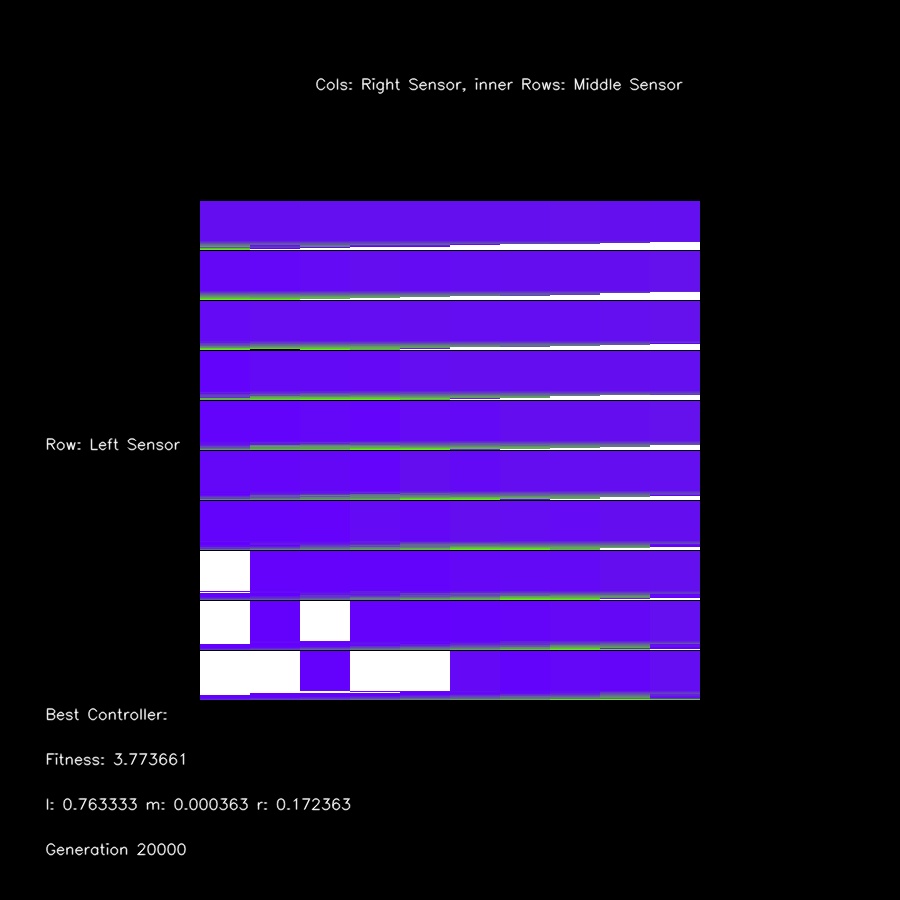 Cols: Right Sensor, inner Rows: Middle Sensor
Row: Left Sensor
Best Controller:
Fitness: 3.773661
l: 0.763333 m: 0.000363 r: 0.172363
Generation 20000